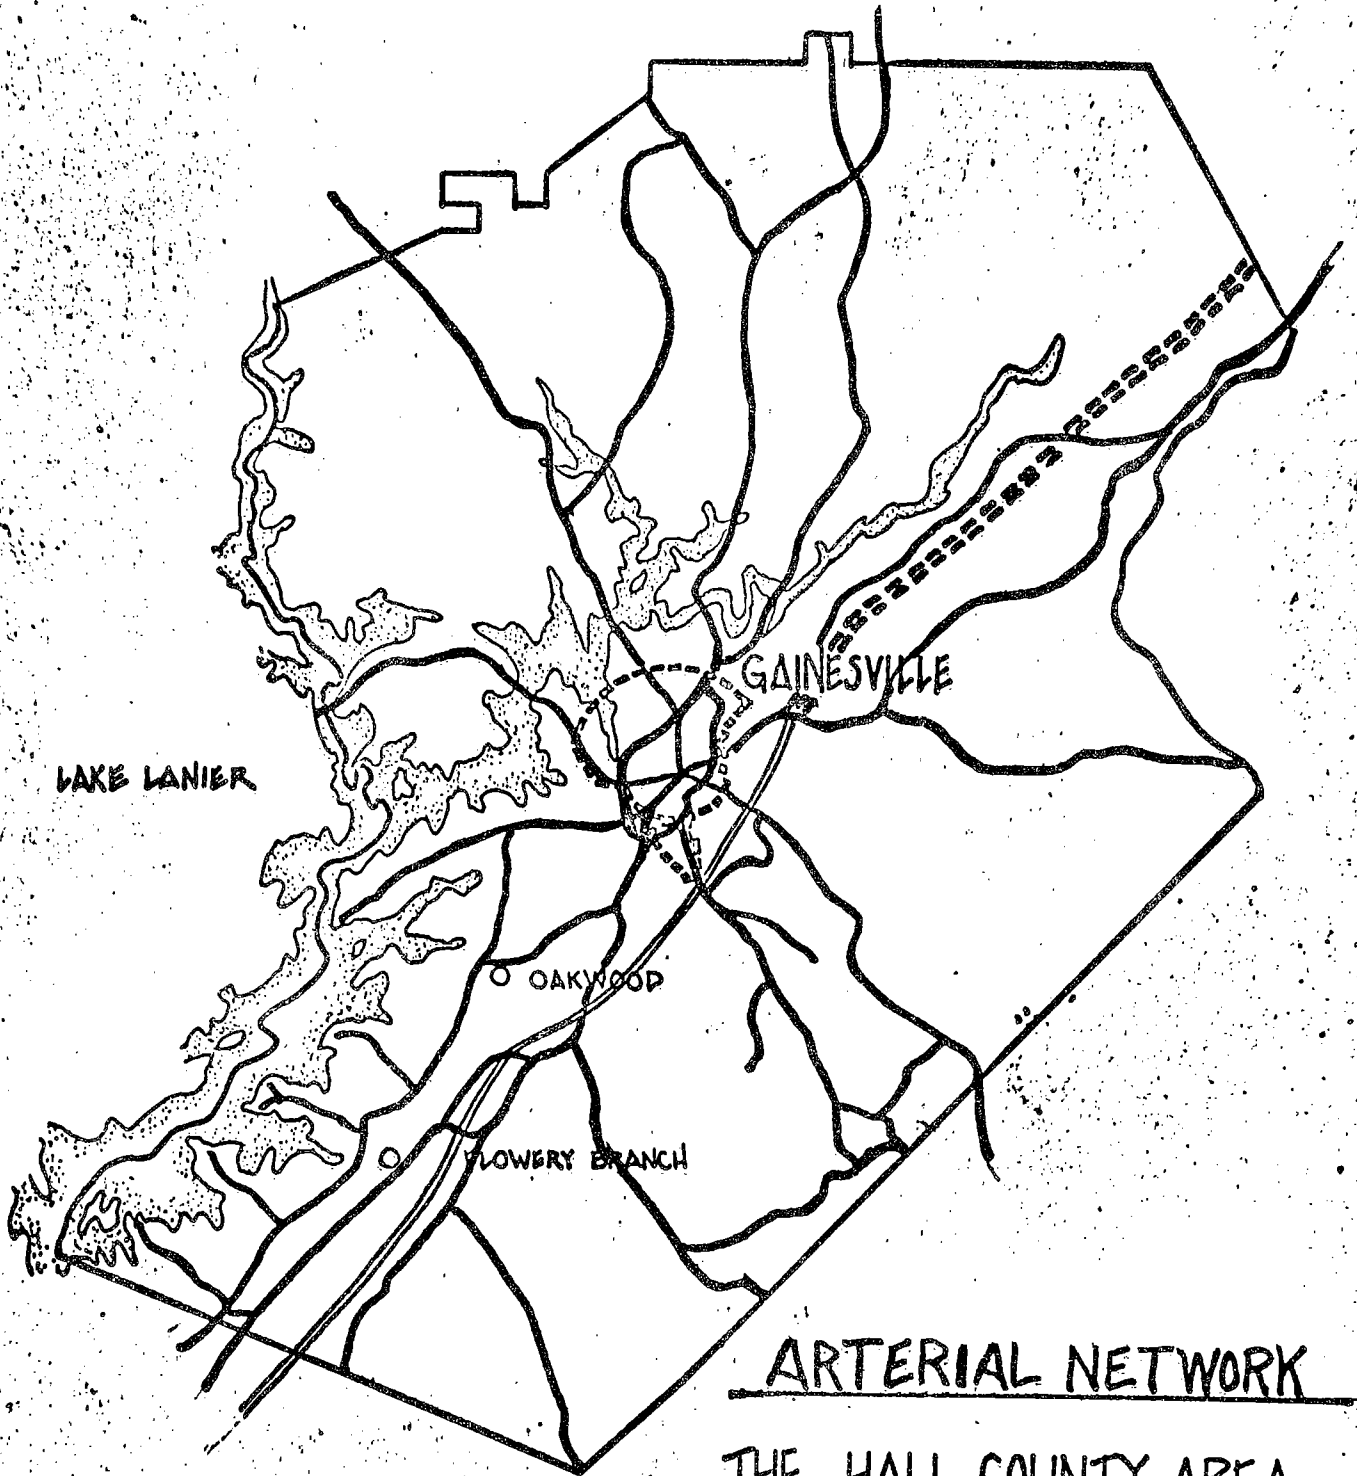 GAINESVILLE
LAKE LANIER
OAKWOOD
FLOWERY BRANCH
ARTERIAL NETWORK
THE HALL COUNTY AREA